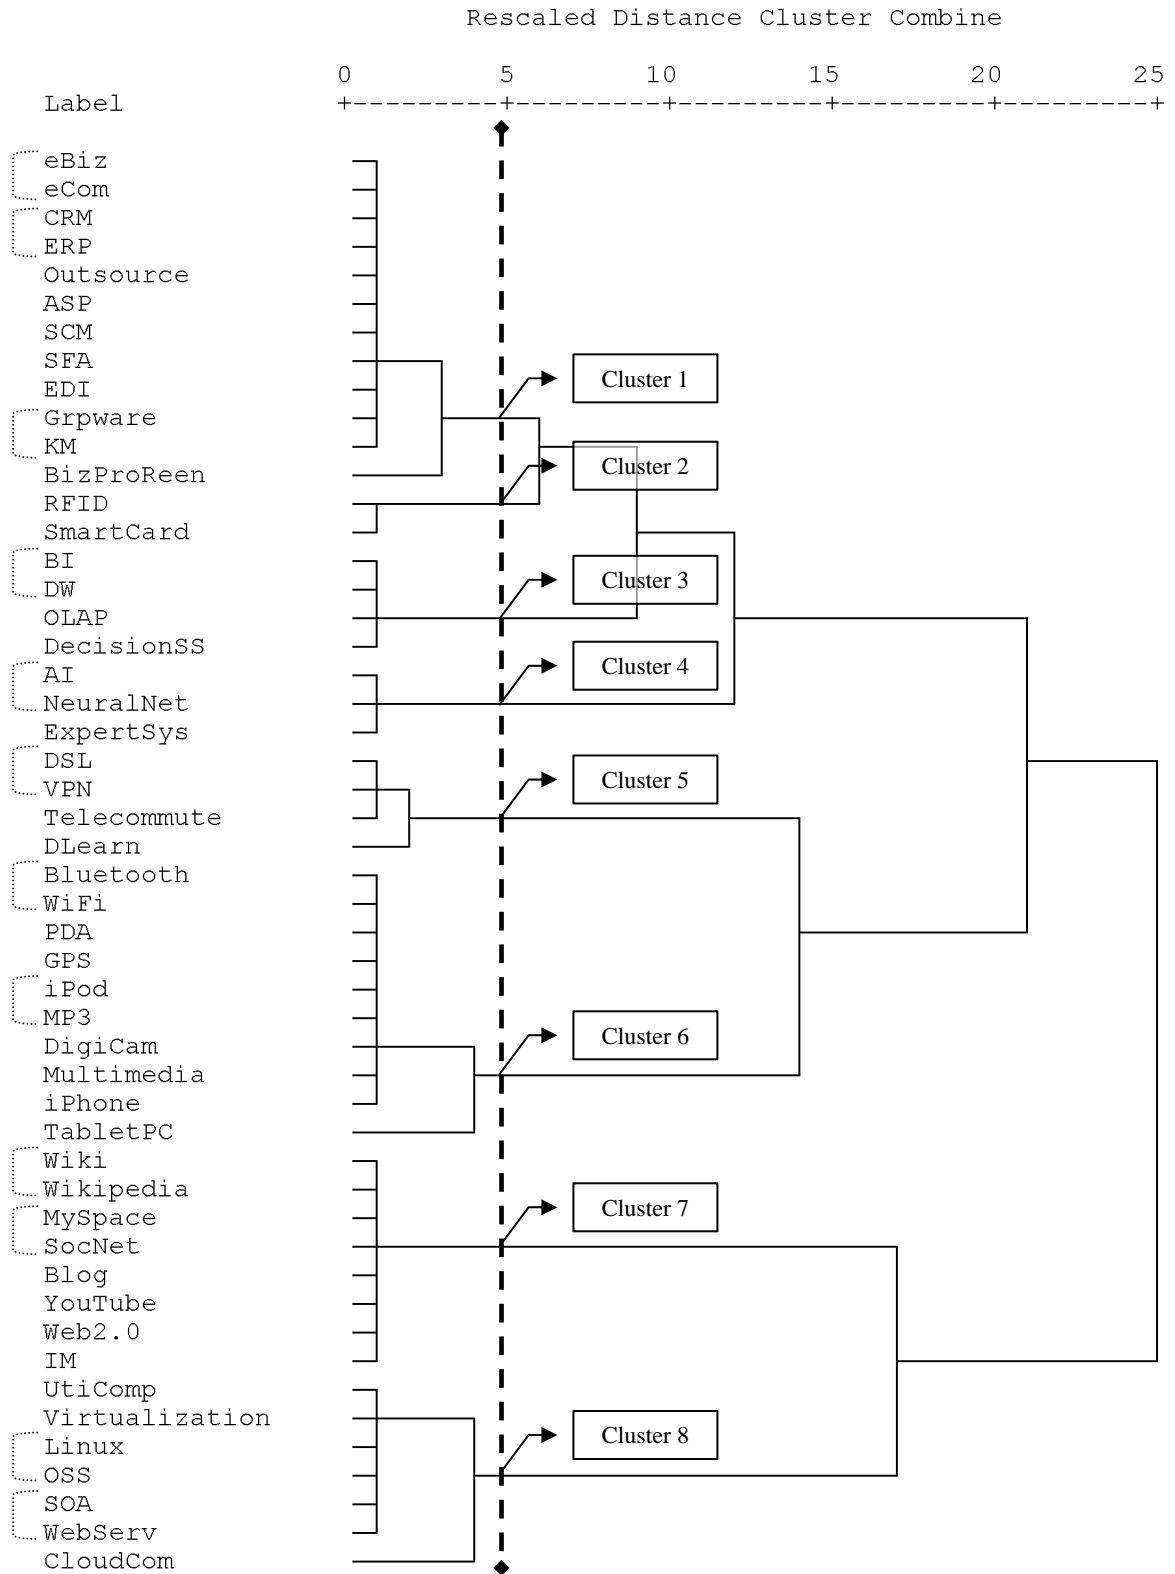 Rescaled Distance Cluster Combine
0 5 10 15 20 25
Label +---------+---------+---------+---------+---------+
eBiz
eCom
CRM
ERP
Outsource
ASP
SCM
SFA
Cluster 1
EDI
Grpware
KM
Cluster 2
BizProReen
RFID
SmartCard
BI
Cluster 3
DW
OLAP
DecisionSS
Cluster 4
AI
NeuralNet
ExpertSys
DSL
Cluster 5
VPN
Telecommute
DLearn
Bluetooth
WiFi
PDA
GPS
iPod
MP3
Cluster 6
DigiCam
Multimedia
iPhone
TabletPC
Wiki
Wikipedia
Cluster 7
MySpace
SocNet
Blog
YouTube
Web2.0
IM
UtiComp
Virtualization
Cluster 8
Linux
OSS
SOA
WebServ
CloudCom